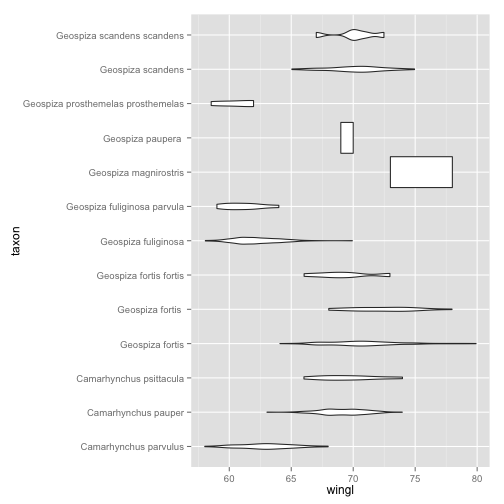 Geospiza scandens scandens
Geospiza scandens
Geospiza prosthemelas prosthemelas
Geospiza paupera
Geospiza magnirostris
Geospiza fuliginosa parvula
Geospiza fuliginosa
Geospiza fortis fortis
Geospiza fortis
Geospiza fortis
Camarhynchus psittacula
Camarhynchus pauper
Camarhynchus parvulus
taxon
60 65 70 75 80
wingl